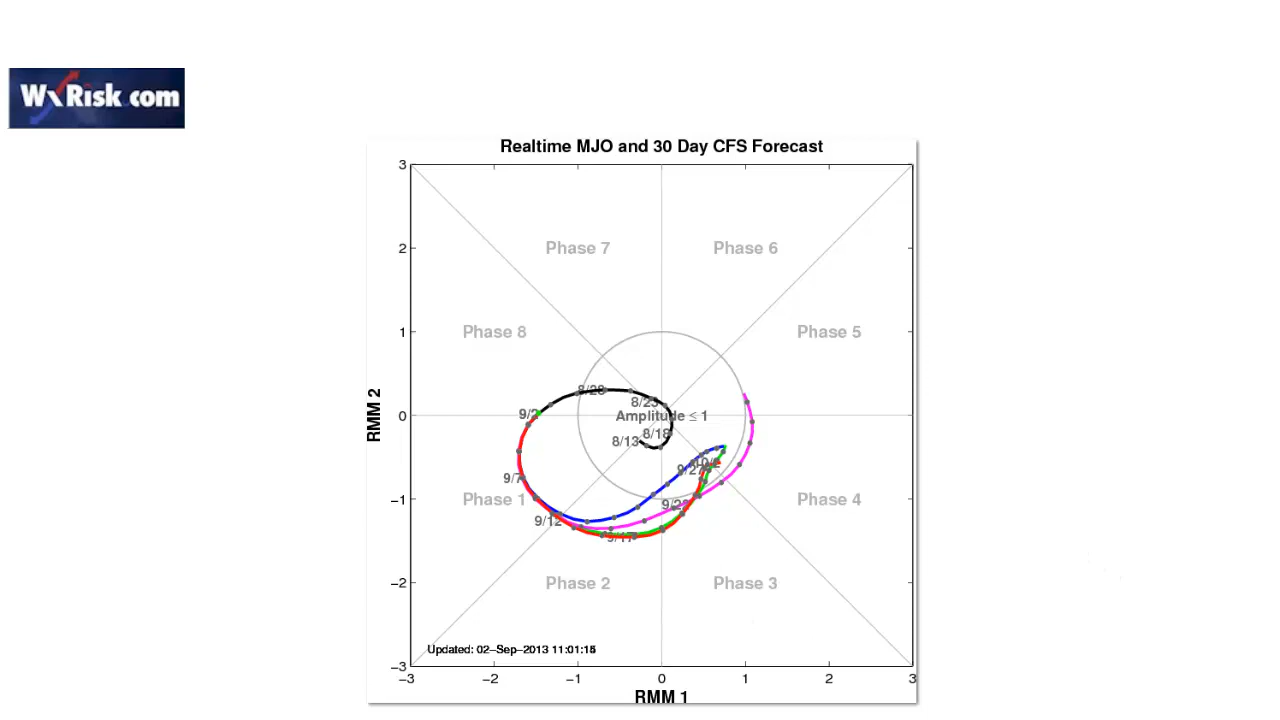 WxRisk.com
Realtime MJO and 30 Day CFS Forecast
3
Phase 7 Phase 6
2
Phase 8 Phase 5
1
8/28
8/23
9/2
0
Amplitude ≤ 1
8/18
8/13
RMM 2
9/7
−1
Phase 1 Phase 4
9/12
9/17
Phase 2 Phase 3
−2
Updated: 02−Sep−2013 11:01:15
−3
−3 −2 −1 0 1 2 3
RMM 1